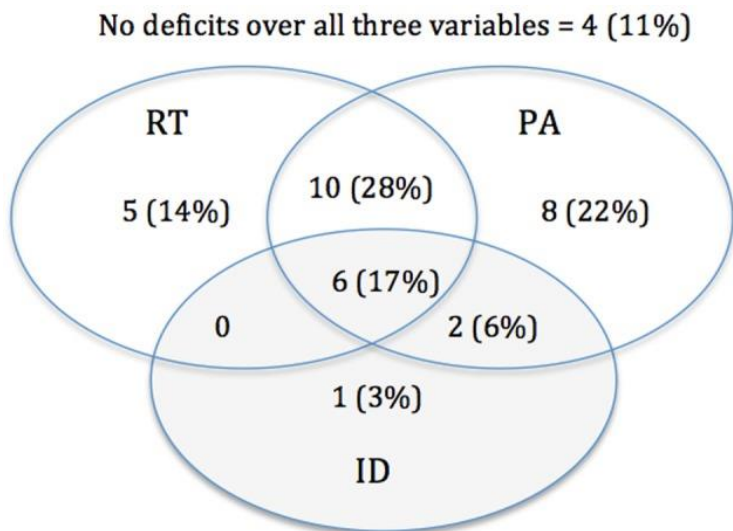 No deficits over all three variables = 4 (11%)
RT
PA
10 (28%)
5 (14%)
8 (22%)
6 (17%)
0
2 (6%)
1 (3%)
ID